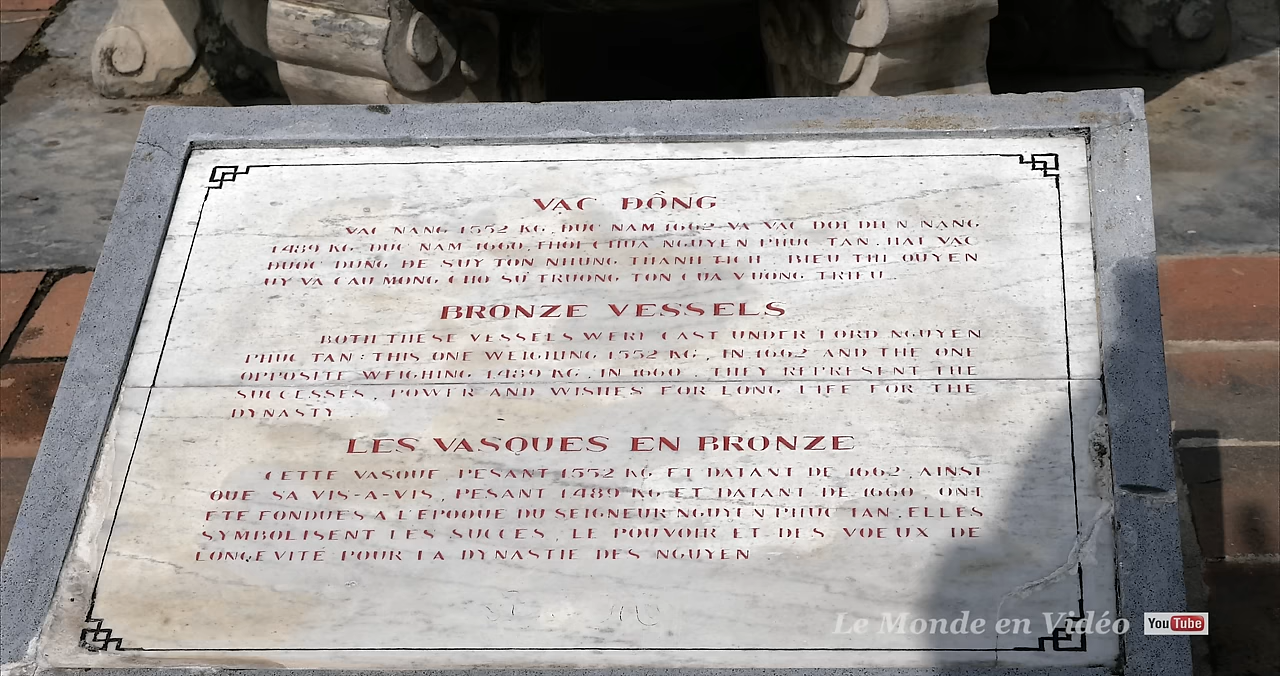 VẠC ĐỒNG
VẠC NẶNG 1552 KG, ĐÚC NĂM 1662 VÀ VẠC ĐỐI DIỆN NẶNG
1489 KG ĐÚC NĂM 1660, THỜI CHÚA NGUYỄN PHÚC TẦN. HAI VẠC
ĐƯỢC DÙNG ĐỂ SUY TÔN NHỮNG THÀNH TÍCH, BIỂU THỊ QUYỀN
UY VÀ CẦU MONG CHO SỰ TRƯỜNG TỒN CỦA VƯƠNG TRIỀU.
BRONZE VESSELS
BOTH THESE VESSELS WERE CAST UNDER LORD NGUYEN
PHUC TAN: THIS ONE WEIGHING 1552 KG, IN 1662 AND THE ONE
OPPOSITE WEIGHING 1489 KG, IN 1660. THEY REPRESENT THE
SUCCESSES, POWER AND WISHES FOR LONG LIFE FOR THE
DYNASTY.
LES VASQUES EN BRONZE
CETTE VASQUE PESANT 1552 KG ET DATANT DE 1662, AINSI
QUE SA VIS-A-VIS, PESANT 1489 KG ET DATANT DE 1660, ONT
ETE FONDUES A L'EPOQUE DU SEIGNEUR NGUYEN PHUC TAN. ELLES
SYMBOLISENT LES SUCCES, LE POUVOIR ET DES VOEUX DE
LONGEVITÉ POUR LA DYNASTIE DES NGUYEN
Le Monde en Vidéo YouTube